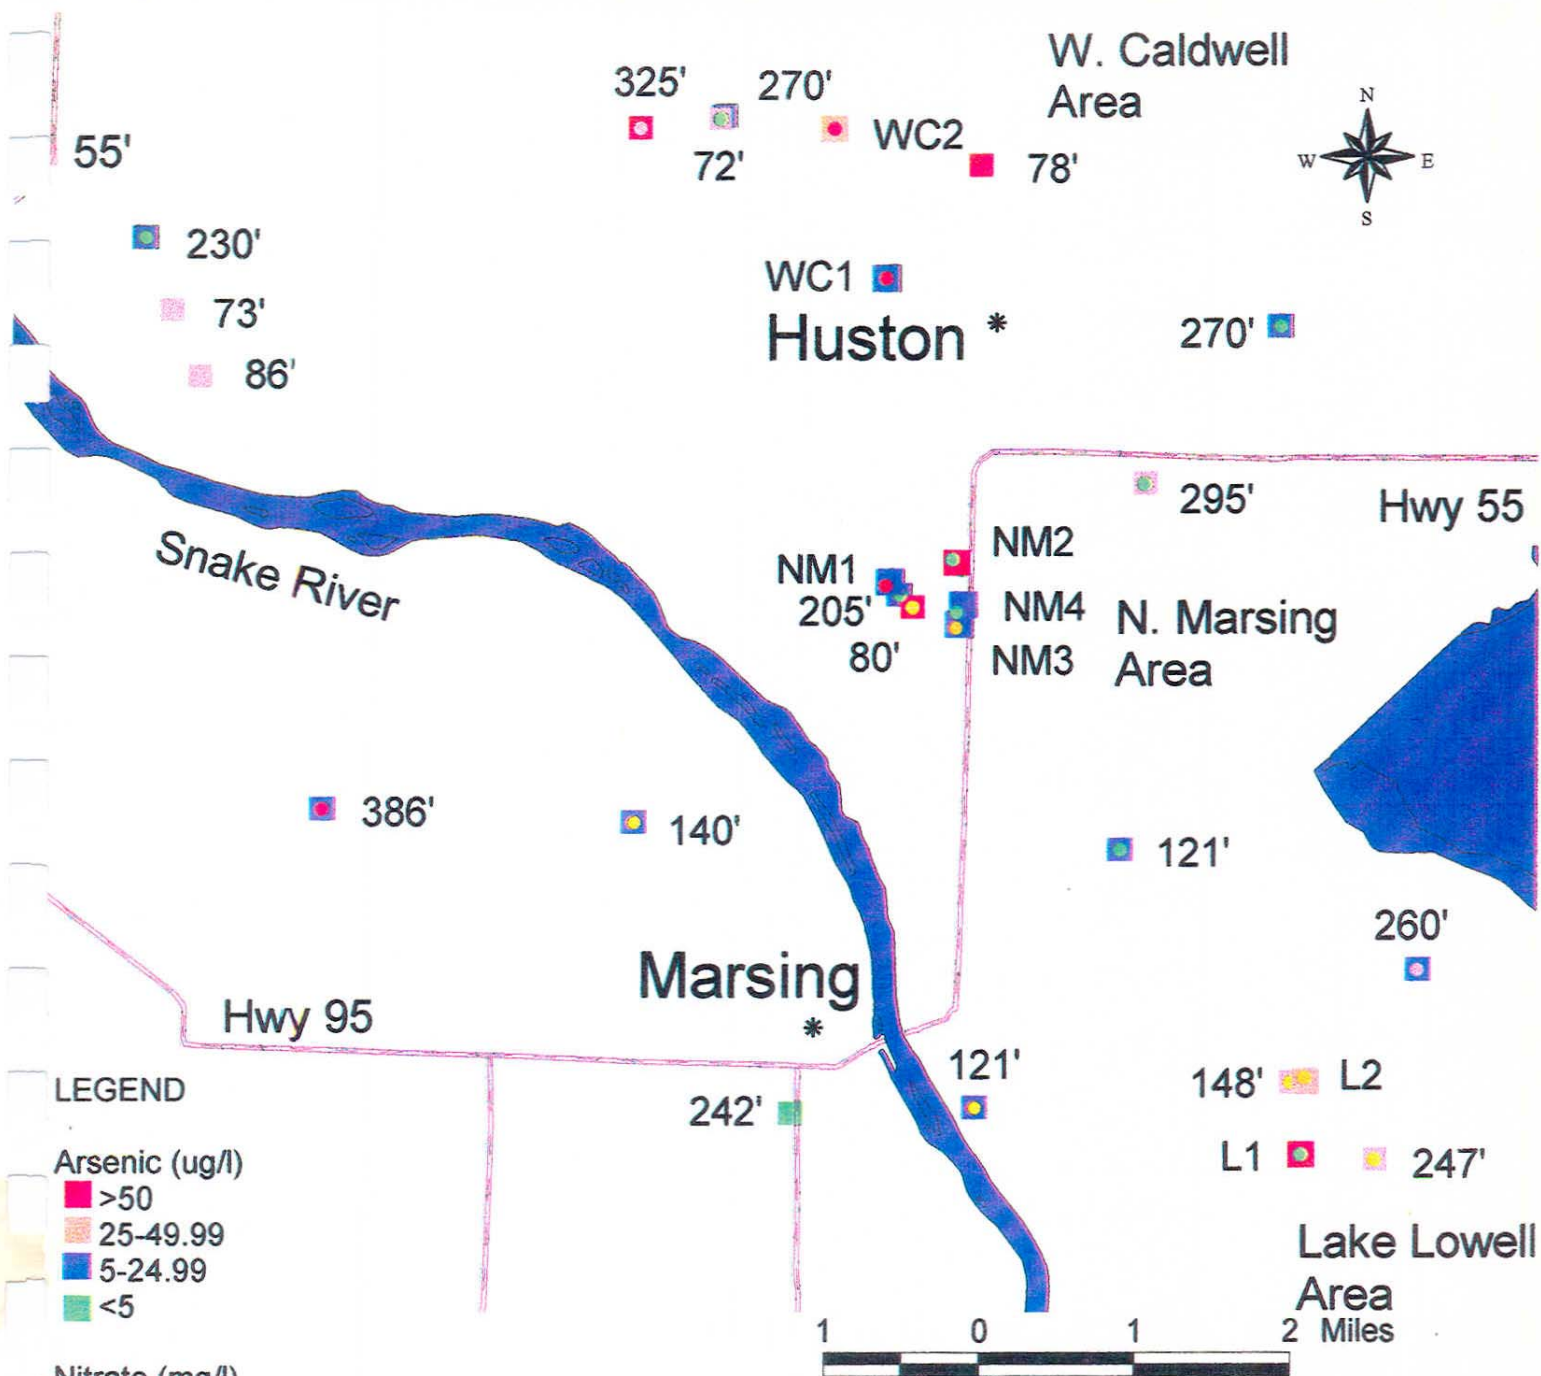 W. Caldwell
Area
325'
270'
72'
WC2
78'
N
W
E
S
55'
230'
73'
86'
WC1
Huston *
270'
295'
Hwy 55
Snake River
NM1
NM2
205'
NM4
80'
NM3
N. Marsing
Area
386'
140'
121'
260'
Marsing
*
Hwy 95
121'
242'
148'
L2
L1
247'
Lake Lowell
Area
LEGEND
Arsenic (ug/l)
>50
25-49.99
5-24.99
<5
Nitrate (mg/l)
1 0 1 2 Miles